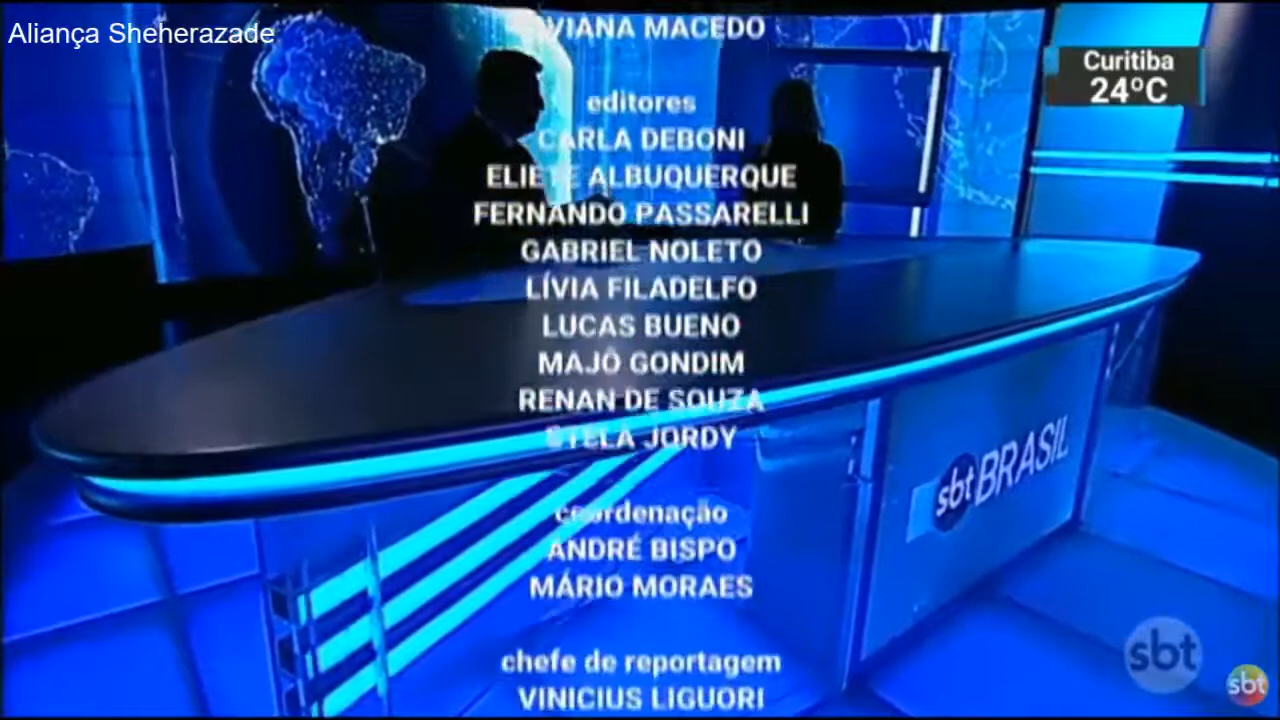 Aliança Sheherazade
VIANA MACEDO
Curitiba
24ºC
editores
CARLA DEBONI
ELIETE ALBUQUERQUE
FERNANDO PASSARELLI
GABRIEL NOLETO
LÍVIA FILADELFO
LUCAS BUENO
MAJÔ GONDIM
RENAN DE SOUZA
STELA JORDY
sbt BRASIL
coordenação
ANDRÉ BISPO
MÁRIO MORAES
chefe de reportagem
VINICIUS LIGUORI
sbt
sbt